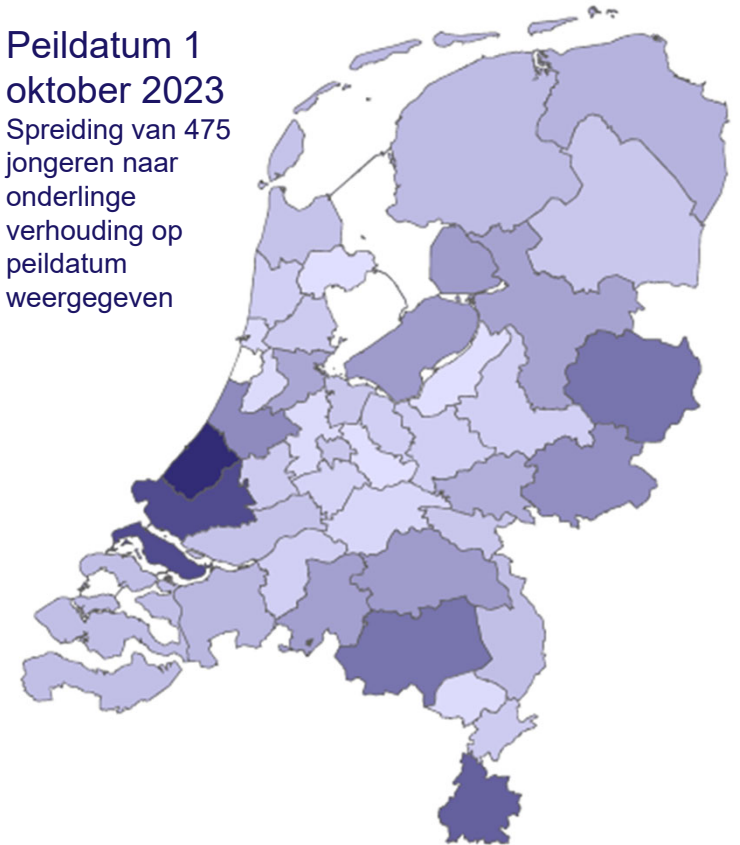 Peildatum 1
oktober 2023
Spreiding van 475
jongeren naar
onderlinge
verhouding op
peildatum
weergegeven